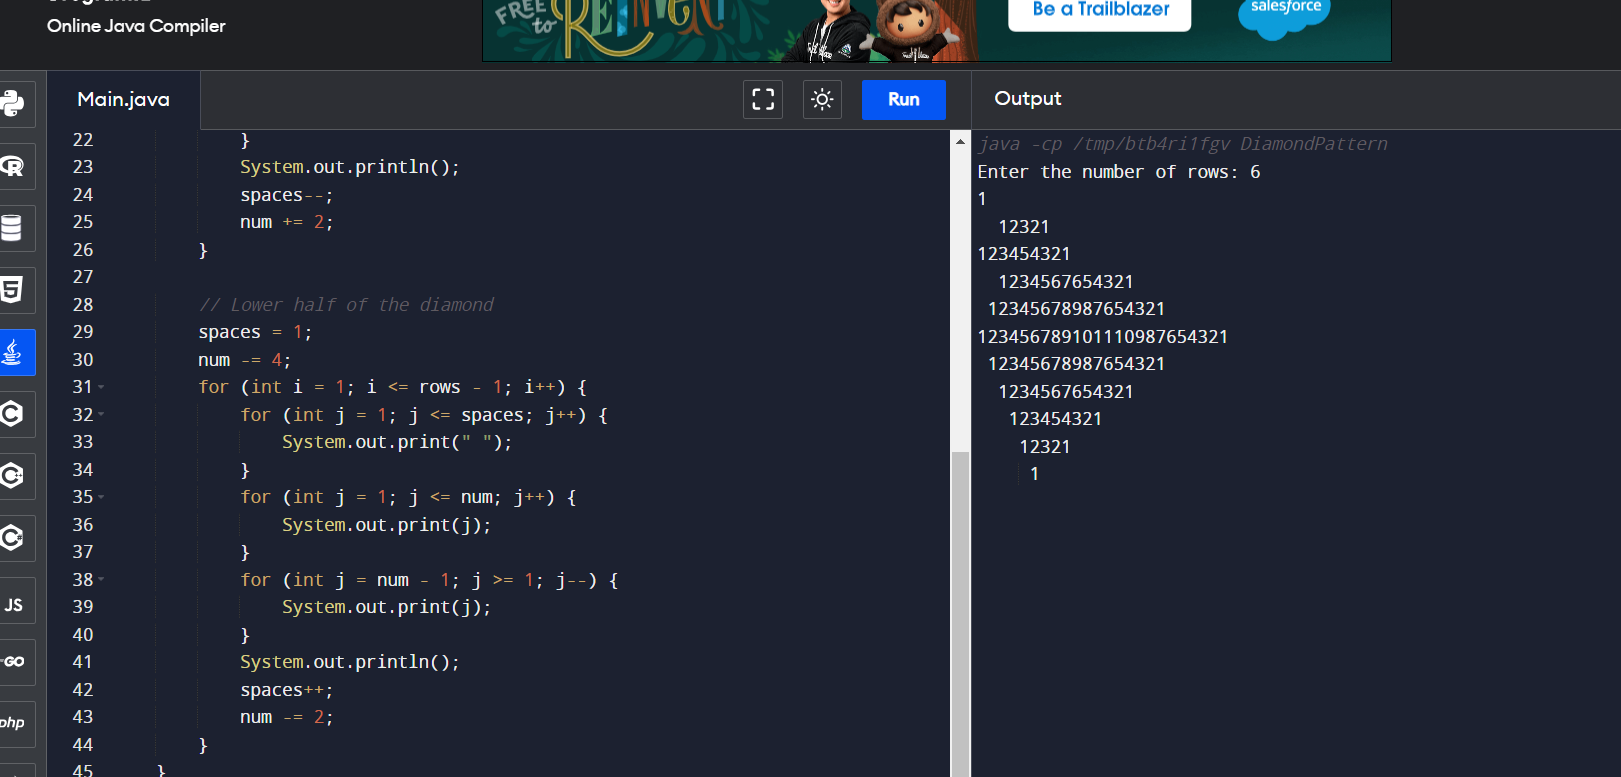 Online Java Compiler
FREE
to
REINVENT
Be a Trailblazer
salesforce
Main.java
Run
Output
22 }
23 System.out.println();
24 spaces--;
25 num += 2;
26 }
27
28 // Lower half of the diamond
29 spaces = 1;
30 num -= 4;
31 for (int i = 1; i <= rows - 1; i++) {
32 for (int j = 1; j <= spaces; j++) {
33 System.out.print(" ");
34 }
35 for (int j = 1; j <= num; j++) {
36 System.out.print(j);
37 }
38 for (int j = num - 1; j >= 1; j--) {
39 System.out.print(j);
40 }
41 System.out.println();
42 spaces++;
43 num -= 2;
44 }
45 }
java -cp /tmp/btb4ri1fgv DiamondPattern
Enter the number of rows: 6
1
12321
123454321
1234567654321
12345678987654321
123456789101110987654321
12345678987654321
1234567654321
123454321
12321
1
JS
GO
php